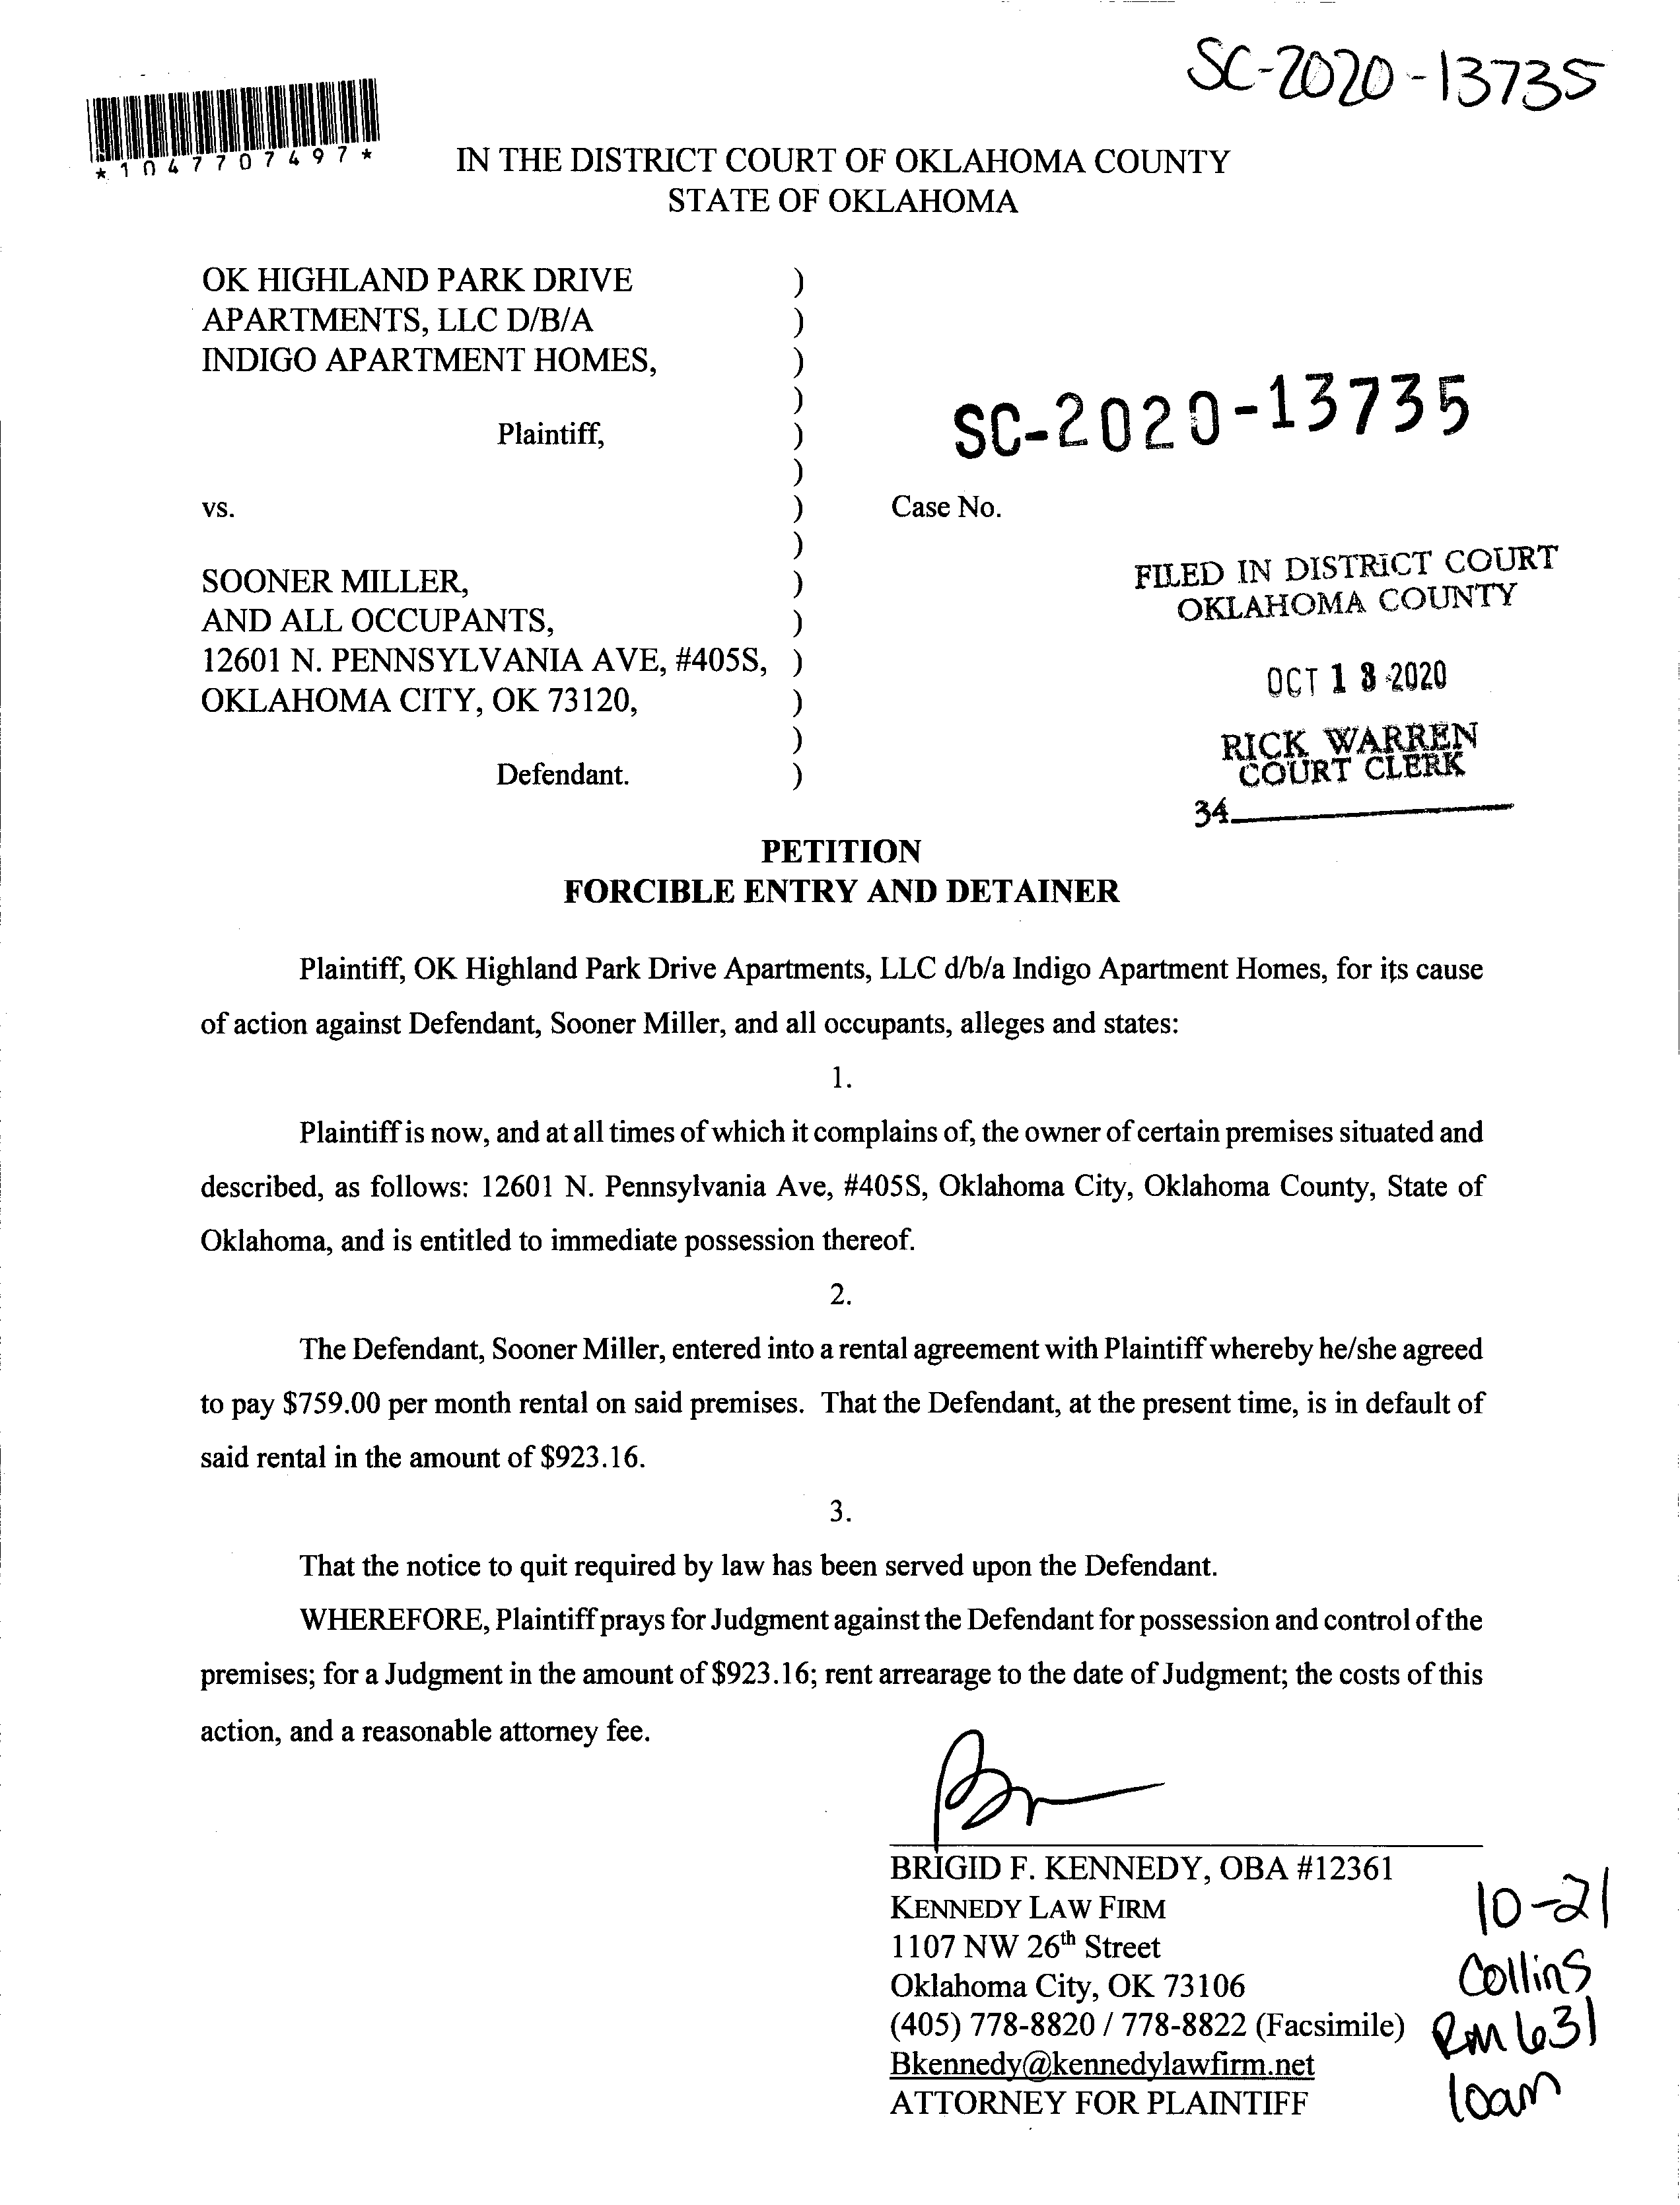 SC-2020-13735
*1047707497*
IN THE DISTRICT COURT OF OKLAHOMA COUNTY
STATE OF OKLAHOMA
OK HIGHLAND PARK DRIVE )
APARTMENTS, LLC D/B/A )
INDIGO APARTMENT HOMES, )
)
Plaintiff, )
SC-2020-13735
)
vs. ) Case No.
)
SOONER MILLER, )
AND ALL OCCUPANTS, )
12601 N. PENNSYLVANIA AVE, #405S, )
OKLAHOMA CITY, OK 73120, )
)
Defendant. )
FILED IN DISTRICT COURT
OKLAHOMA COUNTY
OCT 13 2020
RICK WARREN
COURT CLERK
34
PETITION
FORCIBLE ENTRY AND DETAINER
Plaintiff, OK Highland Park Drive Apartments, LLC d/b/a Indigo Apartment Homes, for its cause
of action against Defendant, Sooner Miller, and all occupants, alleges and states:
1.
Plaintiff is now, and at all times of which it complains of, the owner of certain premises situated and
described, as follows: 12601 N. Pennsylvania Ave, #405S, Oklahoma City, Oklahoma County, State of
Oklahoma, and is entitled to immediate possession thereof.
2.
The Defendant, Sooner Miller, entered into a rental agreement with Plaintiff whereby he/she agreed
to pay $759.00 per month rental on said premises. That the Defendant, at the present time, is in default of
said rental in the amount of $923.16.
3.
That the notice to quit required by law has been served upon the Defendant.
WHEREFORE, Plaintiff prays for Judgment against the Defendant for possession and control of the
premises; for a Judgment in the amount of $923.16; rent arrearage to the date of Judgment; the costs of this
action, and a reasonable attorney fee.
BRIGID F. KENNEDY, OBA #12361
KENNEDY LAW FIRM
1107 NW 26th Street
Oklahoma City, OK 73106
(405) 778-8820 / 778-8822 (Facsimile)
Bkennedy@kennedylawfirm.net
ATTORNEY FOR PLAINTIFF
10-21
Collins
Rm 631
10am